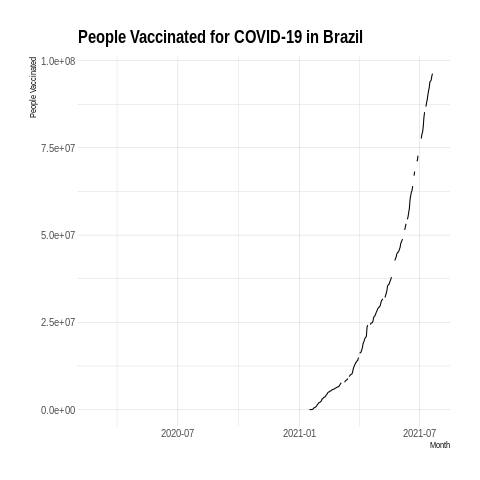 People Vaccinated for COVID-19 in Brazil
People Vaccinated
1.0e+08
7.5e+07
5.0e+07
2.5e+07
0.0e+00
2020-07
2021-01
2021-07
Month